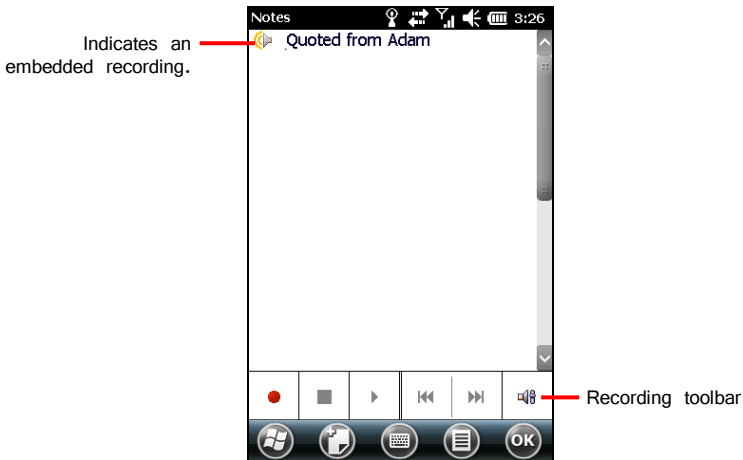 Notes 3:26
Indicates an
embedded recording.
Quoted from Adam
Recording toolbar
OK